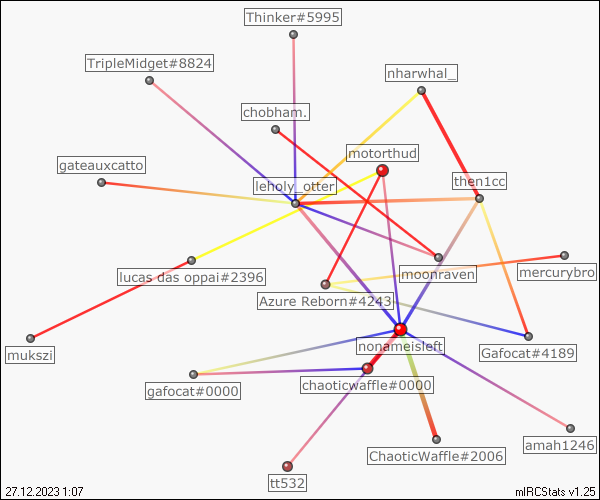 Thinker#5995
TripleMidget#8824
nharwhal_
chobham.
motorthud
gateauxcatto
leholy_otter
then1cc
lucas das oppai#2396
moonraven
mercurybro
Azure Reborn#4243
mukszi
nonameisleft
Gafocat#4189
gafocat#0000
chaoticwaffle#0000
ChaoticWaffle#2006
amah1246
tt532
27.12.2023 1:07
mIRCStats v1.25